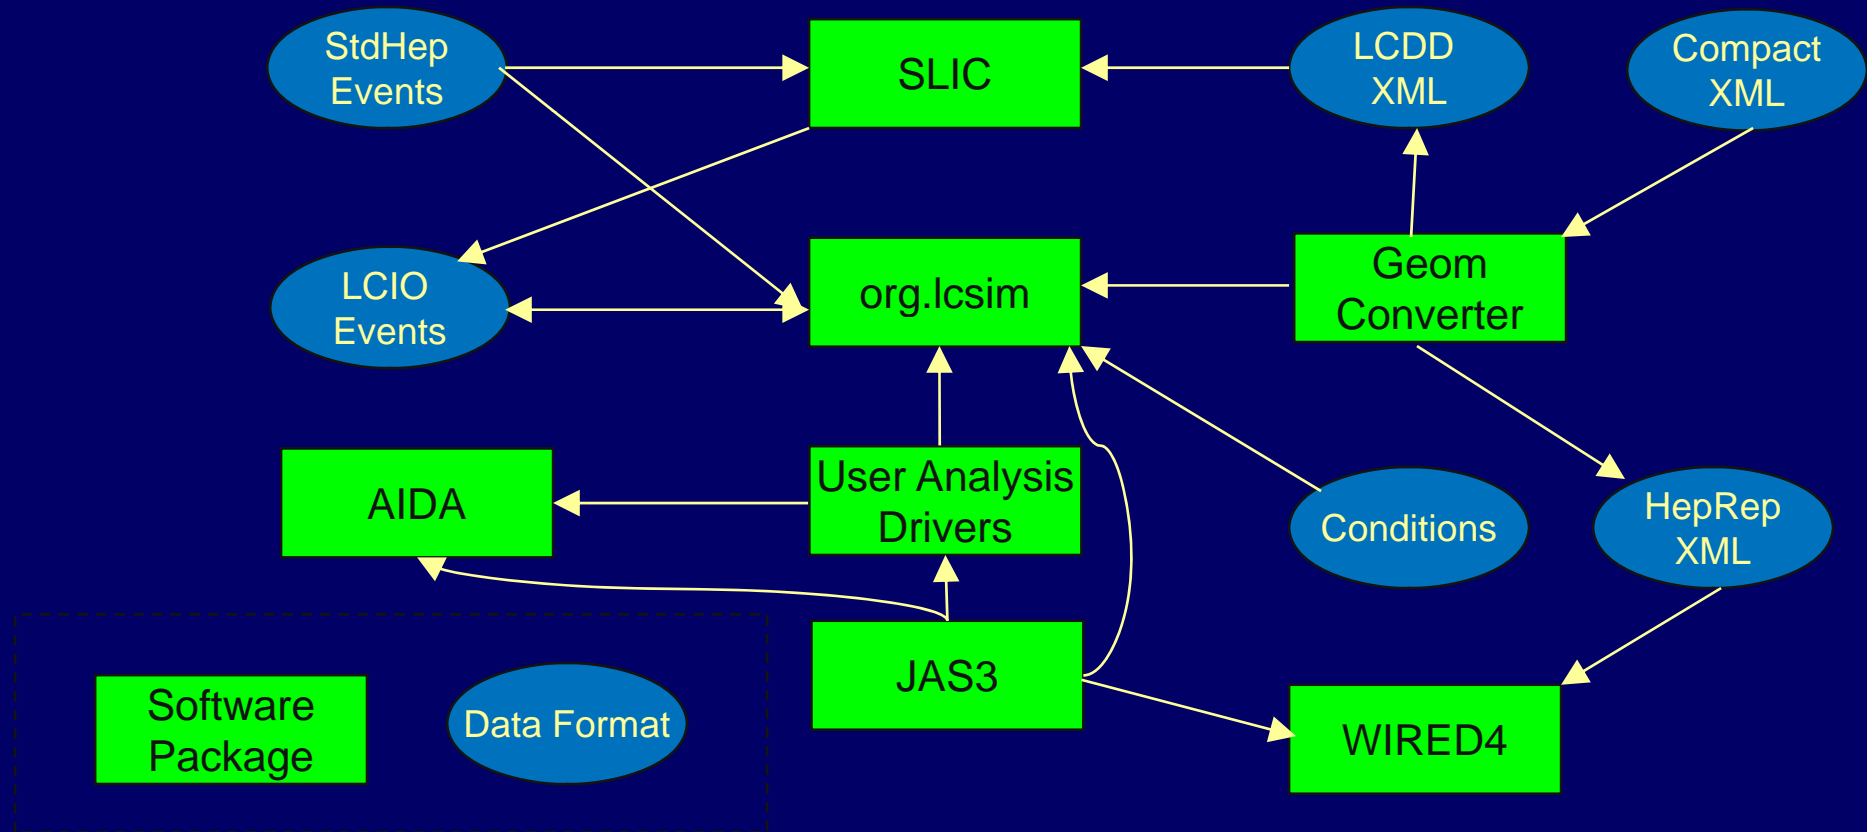 StdHep
Events
SLIC
LCDD
XML
Compact
XML
LCIO
Events
org.lcsim
Geom
Converter
AIDA
User Analysis
Drivers
Conditions
HepRep
XML
JAS3
WIRED4
Software
Package
Data Format